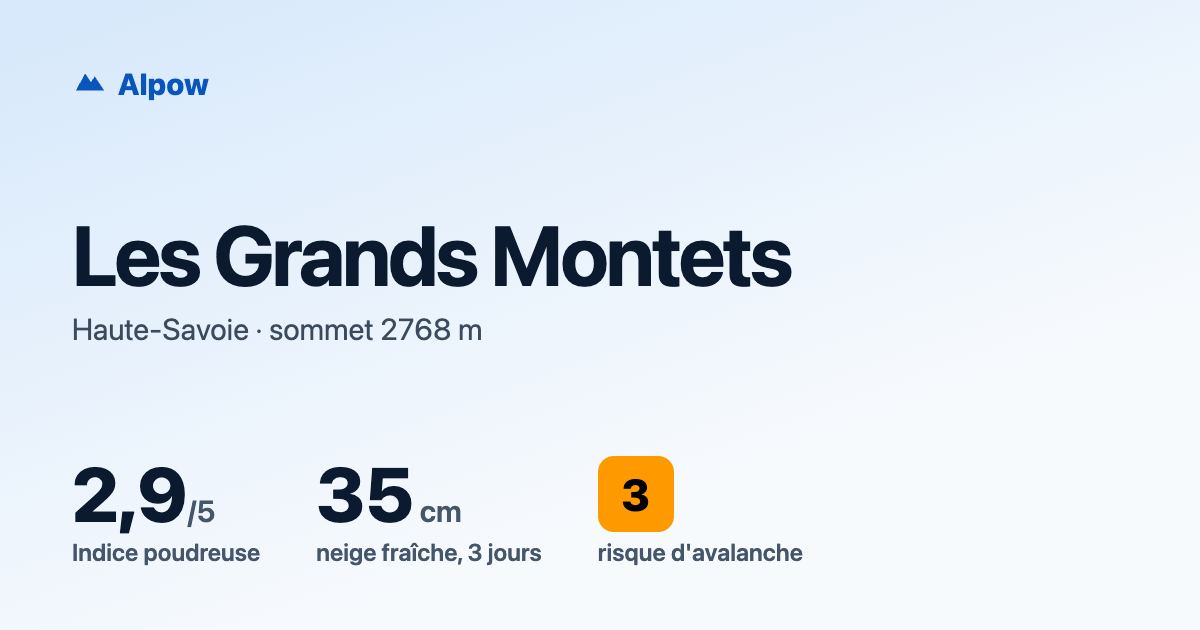 Alpow
Les Grands Montets
Haute-Savoie · sommet 2768 m
2,9/5
Indice poudreuse
35 cm
neige fraîche, 3 jours
3
risque d'avalanche